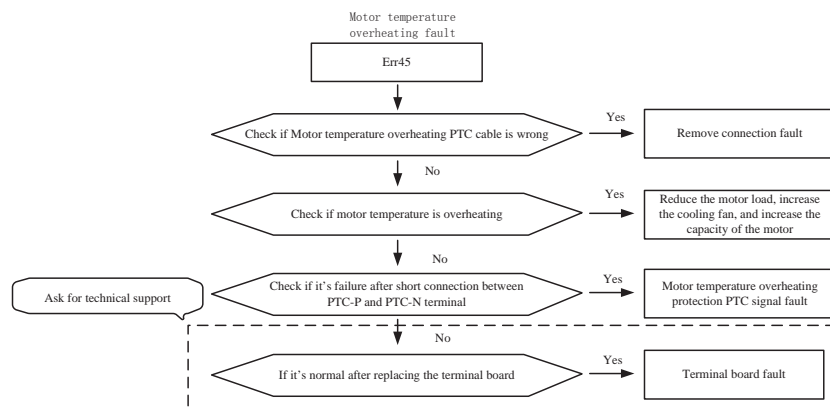 Motor temperature
overheating fault
Err45
Yes
Check if Motor temperature overheating PTC cable is wrong
Remove connection fault
No
Yes
Check if motor temperature is overheating
Reduce the motor load, increase
the cooling fan, and increase the
capacity of the motor
No
Yes
Check if it's failure after short connection between
PTC-P and PTC-N terminal
Motor temperature overheating
protection PTC signal fault
Ask for technical support
No
Yes
If it's normal after replacing the terminal board
Terminal board fault